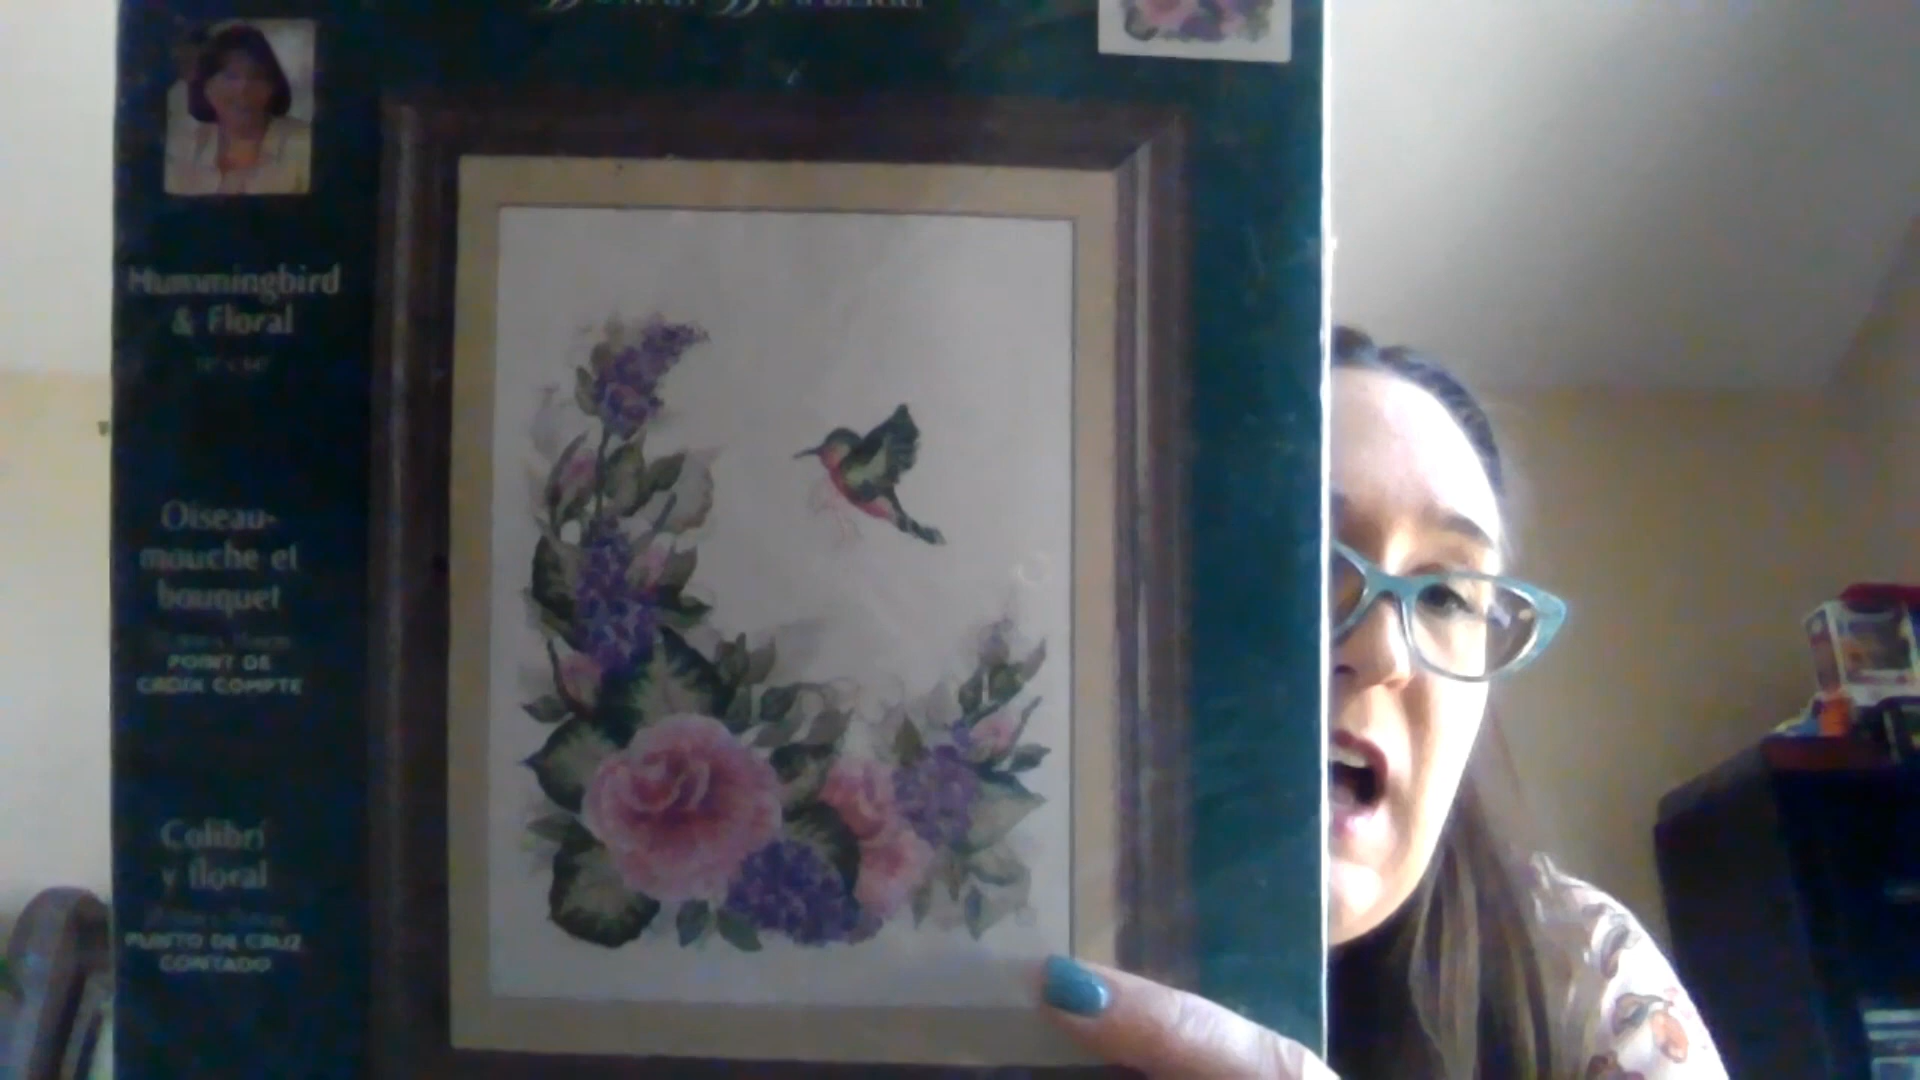 Hummingbird
& Floral
Oiseau-
mouche et
bouquet
POINT DE
CROIX COMPTE
Colibrí
y floral
PUNTO DE CRUZ
CONTADO